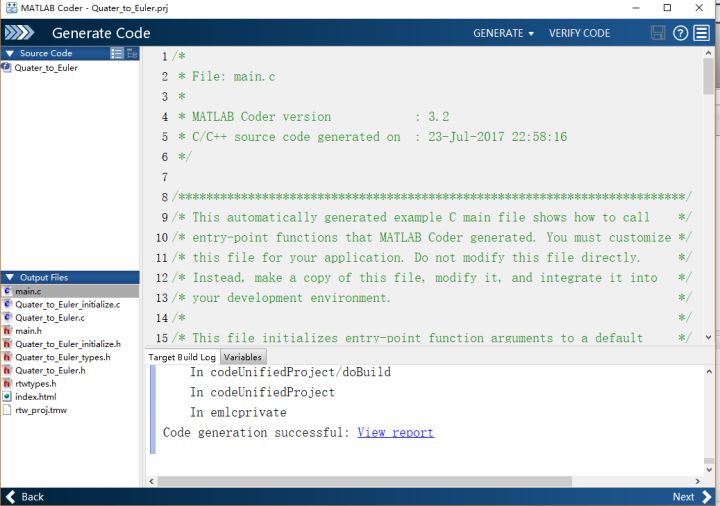 MATLAB Coder - Quater_to_Euler.prj
Generate Code
GENERATE
VERIFY CODE
Source Code
Quater_to_Euler
Output Files
main.c
Quater_to_Euler_initialize.c
Quater_to_Euler.c
main.h
Quater_to_Euler_initialize.h
Quater_to_Euler_types.h
Quater_to_Euler.h
rtwtypes.h
index.html
rtw_proj.tmw
1 /*
2 * File: main.c
3 *
4 * MATLAB Coder version : 3.2
5 * C/C++ source code generated on : 23-Jul-2017 22:58:16
6 */
7
8 /*************************************************************************/
9 /* This automatically generated example C main file shows how to call */
10 /* entry-point functions that MATLAB Coder generated. You must customize */
11 /* this file for your application. Do not modify this file directly. */
12 /* Instead, make a copy of this file, modify it, and integrate it into */
13 /* your development environment. */
14 /* */
15 /* This file initializes entry-point function arguments to a default */
Target Build Log Variables
In codeUnifiedProject/doBuild
In codeUnifiedProject
In emlcprivate
Code generation successful: View report
Back
Next